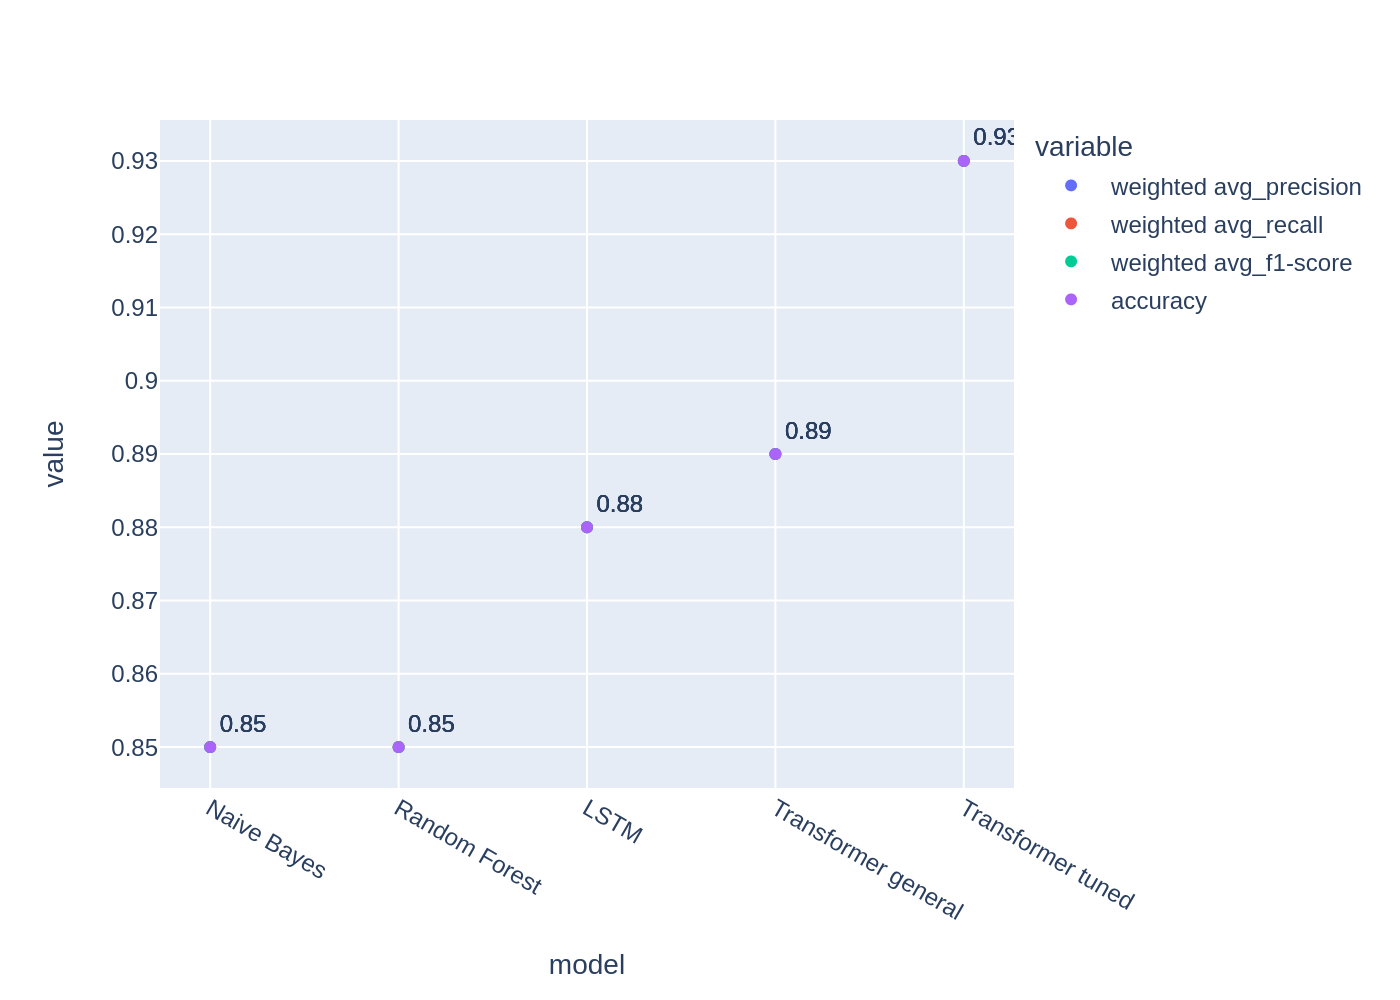 0.93
0.92
0.91
0.9
0.89
0.88
0.87
0.86
0.85
value
0.85
0.85
0.88
0.89
0.93
Naive Bayes
Random Forest
LSTM
Transformer general
Transformer tuned
model
variable
weighted avg_precision
weighted avg_recall
weighted avg_f1-score
accuracy